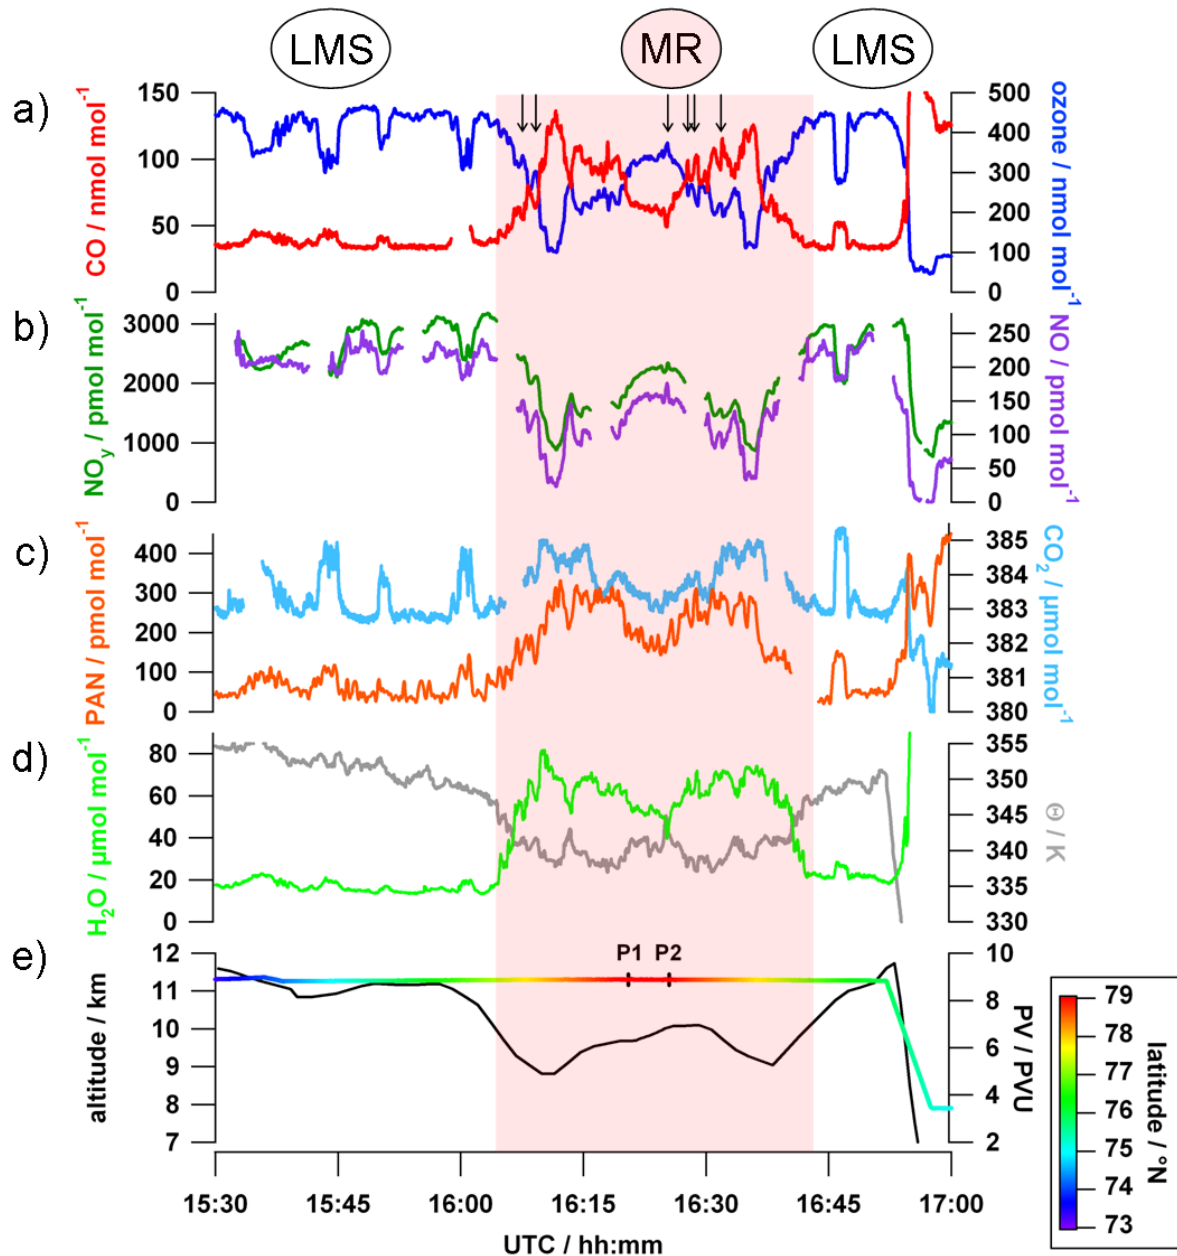 LMS MR LMS
a)
150 100 50 0
CO / nmol mol⁻¹
500 400 300 200 100 0
ozone / nmol mol⁻¹
b)
3000 2000 1000 0
NOy / pmol mol⁻¹
250 200 150 100 50 0
NO / pmol mol⁻¹
c)
400 300 200 100 0
PAN / pmol mol⁻¹
385 384 383 382 381 380
CO₂ / µmol mol⁻¹
d)
80 60 40 20 0
H₂O / µmol mol⁻¹
355 350 345 340 335 330
Θ / K
e)
12 11 10 9 8 7
altitude / km
P1 P2
10 8 6 4 2
PV / PVU
79 78 77 76 75 74 73
latitude / °N
15:30 15:45 16:00 16:15 16:30 16:45 17:00
UTC / hh:mm